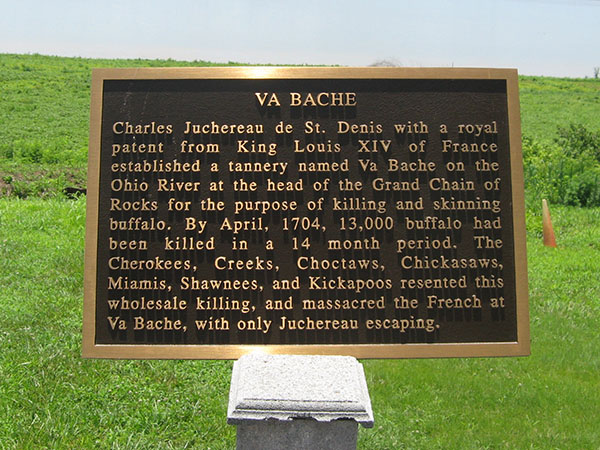 VA BACHE
Charles Juchereau de St. Denis with a royal
patent from King Louis XIV of France
established a tannery named Va Bache on the
Ohio River at the head of the Grand Chain of
Rocks for the purpose of killing and skinning
buffalo. By April, 1704, 13,000 buffalo had
been killed in a 14 month period. The
Cherokees, Creeks, Choctaws, Chickasaws,
Miamis, Shawnees, and Kickapoos resented this
wholesale killing, and massacred the French at
Va Bache, with only Juchereau escaping.